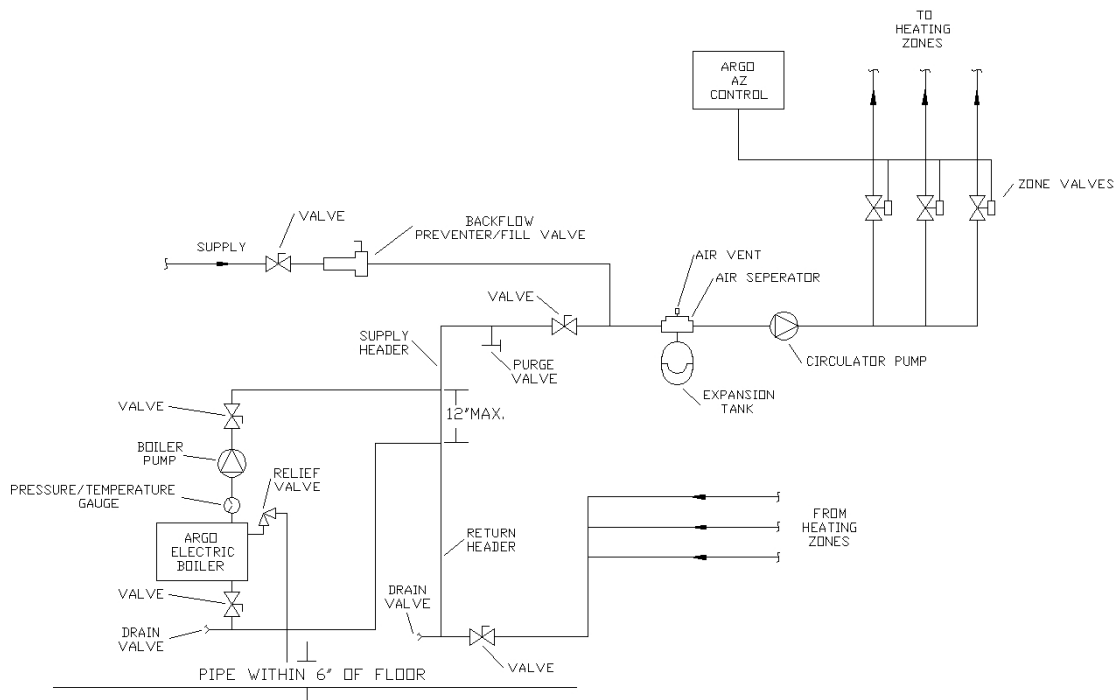 TO
HEATING
ZONES
ARGO
AZ
CONTROL
ZONE VALVES
VALVE
BACKFLOW
PREVENTER/FILL VALVE
SUPPLY
AIR VENT
AIR SEPERATOR
VALVE
SUPPLY
HEADER
PURGE
VALVE
CIRCULATOR PUMP
EXPANSION
TANK
VALVE
12"MAX.
BOILER
PUMP
RELIEF
VALVE
PRESSURE/TEMPERATURE
GAUGE
FROM
HEATING
ZONES
ARGO
ELECTRIC
BOILER
RETURN
HEADER
VALVE
DRAIN
VALVE
DRAIN
VALVE
VALVE
PIPE WITHIN 6" OF FLOOR